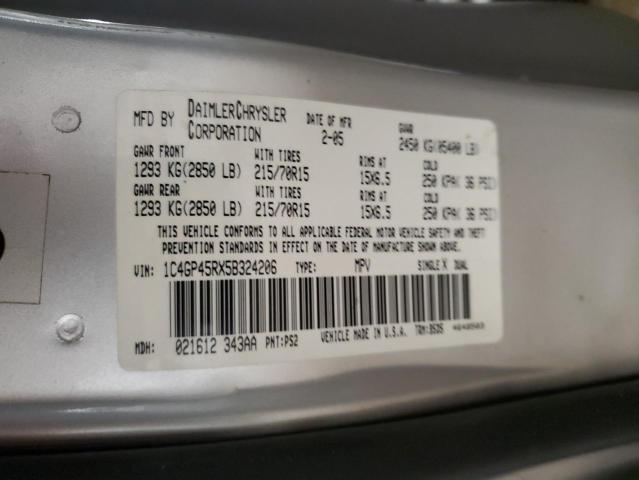 MFD BY DAIMLERCHRYSLER CORPORATION DATE OF MFR 2-05 GVWR 2450 KG(05400 LB)
GAWR FRONT WITH TIRES RIMS AT COLD
1293 KG(2850 LB) 215/70R15 15X6.5 250 KPA( 36 PSI)
GAWR REAR WITH TIRES RIMS AT COLD
1293 KG(2850 LB) 215/70R15 15X6.5 250 KPA( 36 PSI)
THIS VEHICLE CONFORMS TO ALL APPLICABLE FEDERAL MOTOR VEHICLE SAFETY AND THEFT
PREVENTION STANDARDS IN EFFECT ON THE DATE OF MANUFACTURE SHOWN ABOVE.
VIN: 1C4GP45RX5B324206 TYPE: MPV SINGLE X DUAL
MDH: 021612 343AA PNT:PS2 VEHICLE MADE IN U.S.A. TRM:BSD5